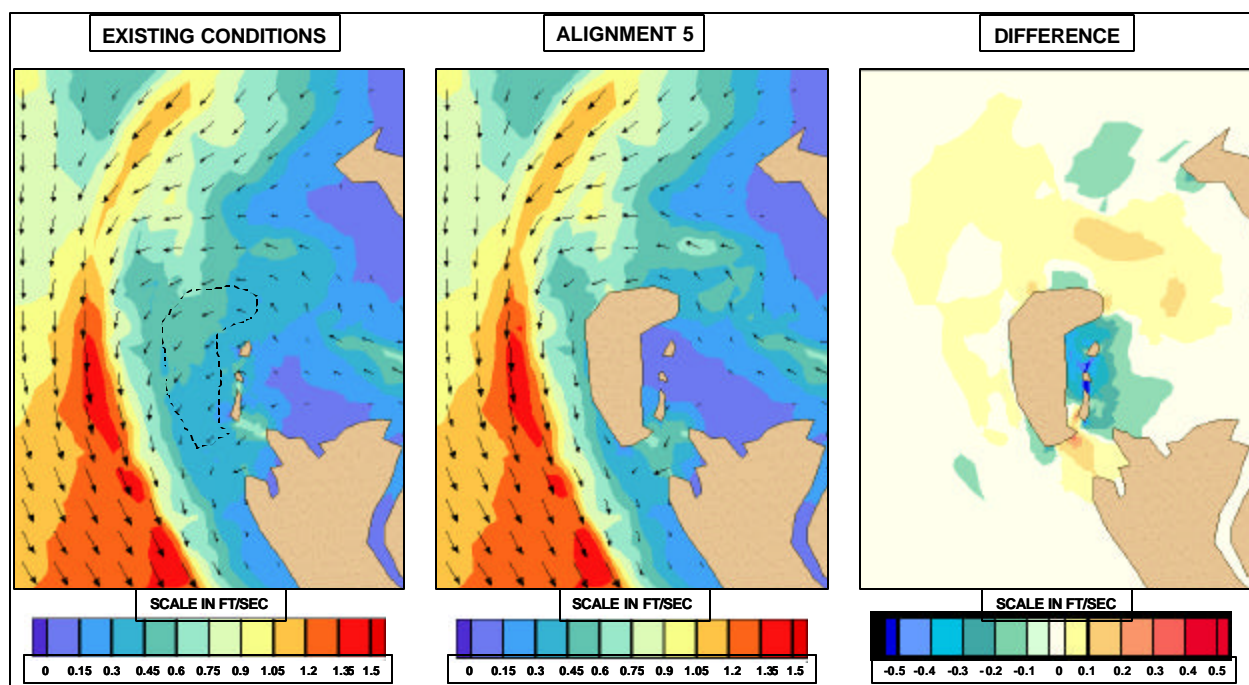 EXISTING CONDITIONS
ALIGNMENT 5
DIFFERENCE
SCALE IN FT/SEC
SCALE IN FT/SEC
SCALE IN FT/SEC
0 0.15 0.3 0.45 0.6 0.75 0.9 1.05 1.2 1.35 1.5
0 0.15 0.3 0.45 0.6 0.75 0.9 1.05 1.2 1.35 1.5
-0.5 -0.4 -0.3 -0.2 -0.1 0 0.1 0.2 0.3 0.4 0.5